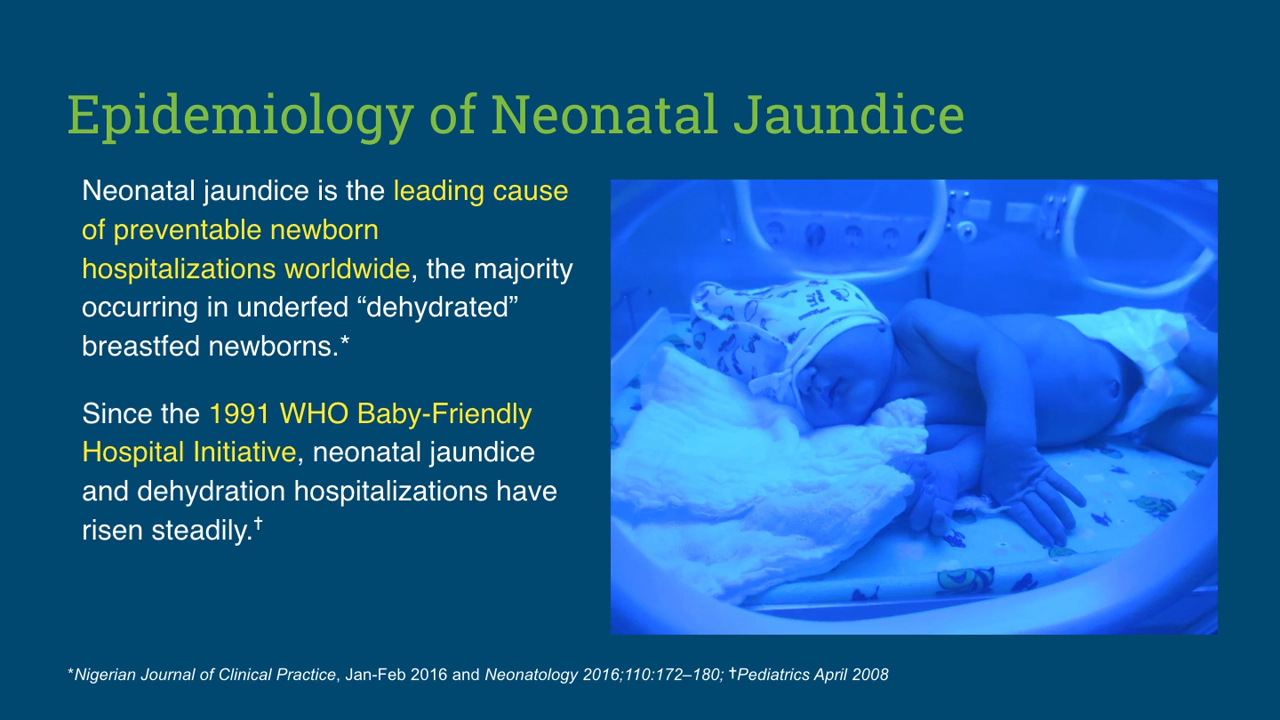 Epidemiology of Neonatal Jaundice
Neonatal jaundice is the leading cause
of preventable newborn
hospitalizations worldwide, the majority
occurring in underfed “dehydrated”
breastfed newborns.*
Since the 1991 WHO Baby-Friendly
Hospital Initiative, neonatal jaundice
and dehydration hospitalizations have
risen steadily.†
*Nigerian Journal of Clinical Practice, Jan-Feb 2016 and Neonatology 2016;110:172–180; †Pediatrics April 2008